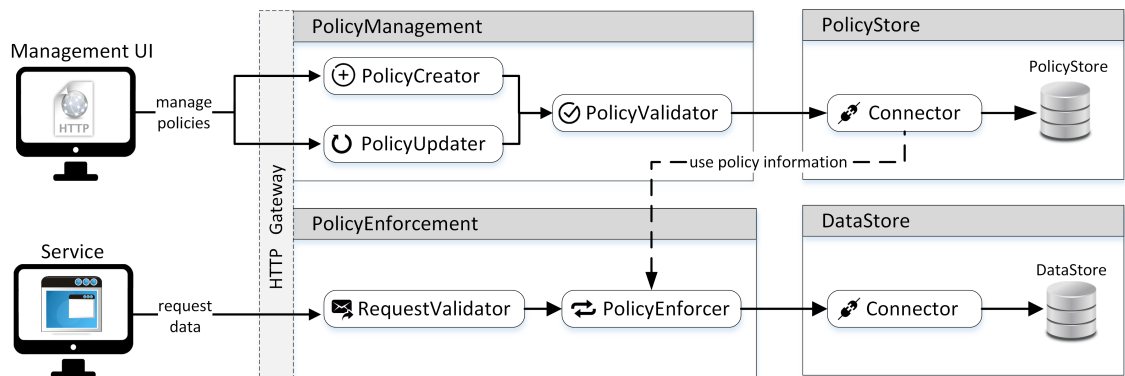 Management UI
HTTP
manage
policies
HTTP Gateway
PolicyManagement
PolicyCreator
PolicyUpdater
PolicyValidator
PolicyStore
Connector
PolicyStore
use policy information
Service
request
data
PolicyEnforcement
RequestValidator
PolicyEnforcer
DataStore
Connector
DataStore